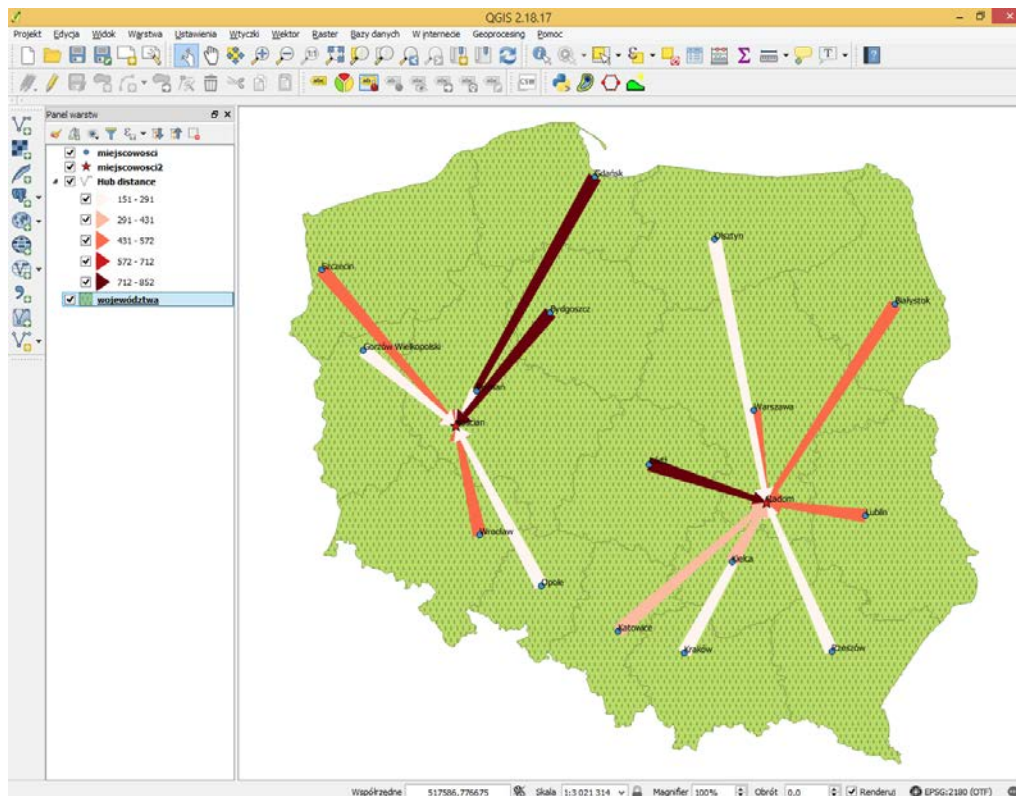 QGIS 2.18.17
Projekt Edycja Widok Warstwa Ustawienia Wtyczki Wektor Raster Bazy danych W internecie Geoprocesing Pomoc
Panel warstw
miejscowosci
miejscowosci2
Hub distance
151 - 291
291 - 431
431 - 572
572 - 712
712 - 852
województwa
Gdańsk
Olsztyn
Szczecin
Białystok
Bydgoszcz
Gorzów Wielkopolski
Warszawa
Radom
Lublin
Wrocław
Kielce
Opole
Katowice
Kraków
Rzeszów
Współrzędne 517586,776675 Skala 1:3 021 314 Magnifier 100% Obrót 0,0 Renderuj EPSG:2180 (OTF)